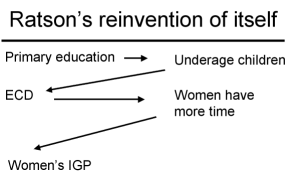 Ratson's reinvention of itself
Primary education
Underage children
ECD
Women have
more time
Women's IGP